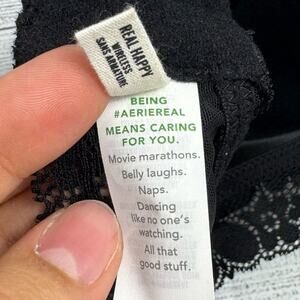 REAL HAPPY
WIRELESS
SANS ARMATURE
BEING
#AERIEREAL
MEANS CARING
FOR YOU.
Movie marathons.
Belly laughs.
Naps.
Dancing
like no one's
watching.
All that
good stuff.